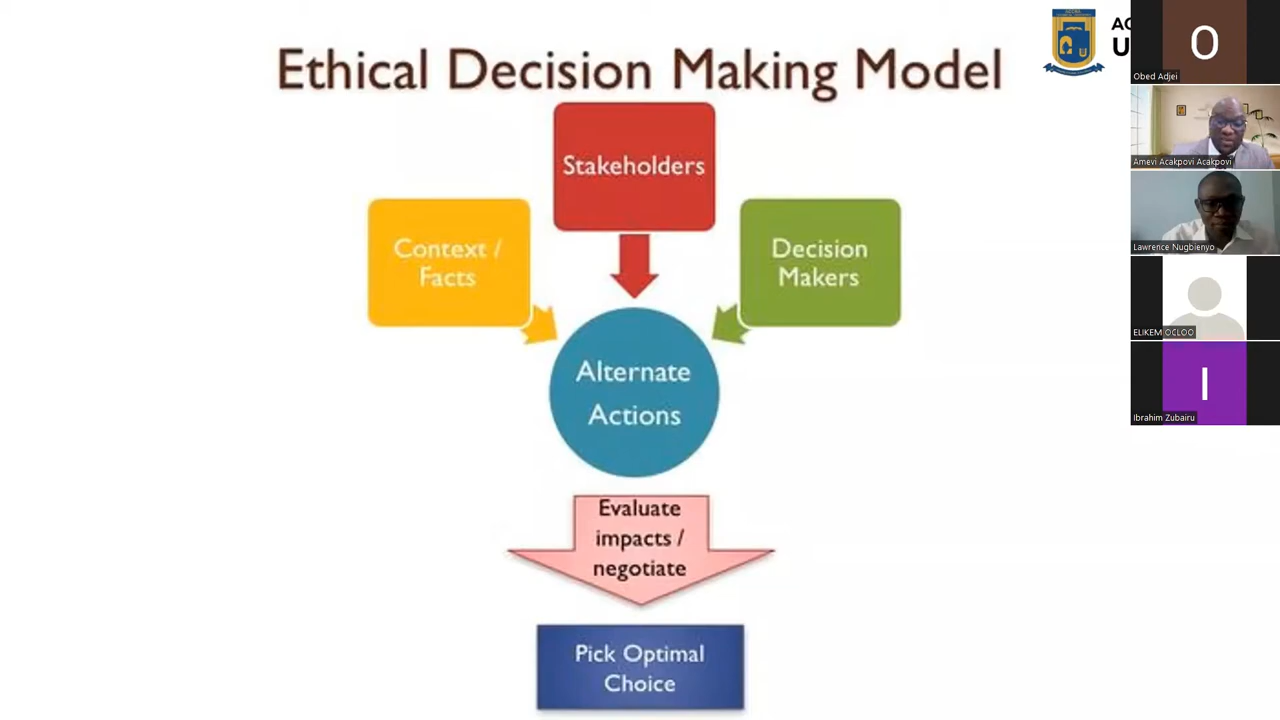 Ethical Decision Making Model
Stakeholders
Context /
Facts
Decision
Makers
Alternate
Actions
Evaluate
impacts /
negotiate
Pick Optimal
Choice
AC
U
O
Obed Adjei
Amevi Acakpovi Acakpovi
Lawrence Nugbienyo
ELIKEM OCLOO
I
Ibrahim Zubairu